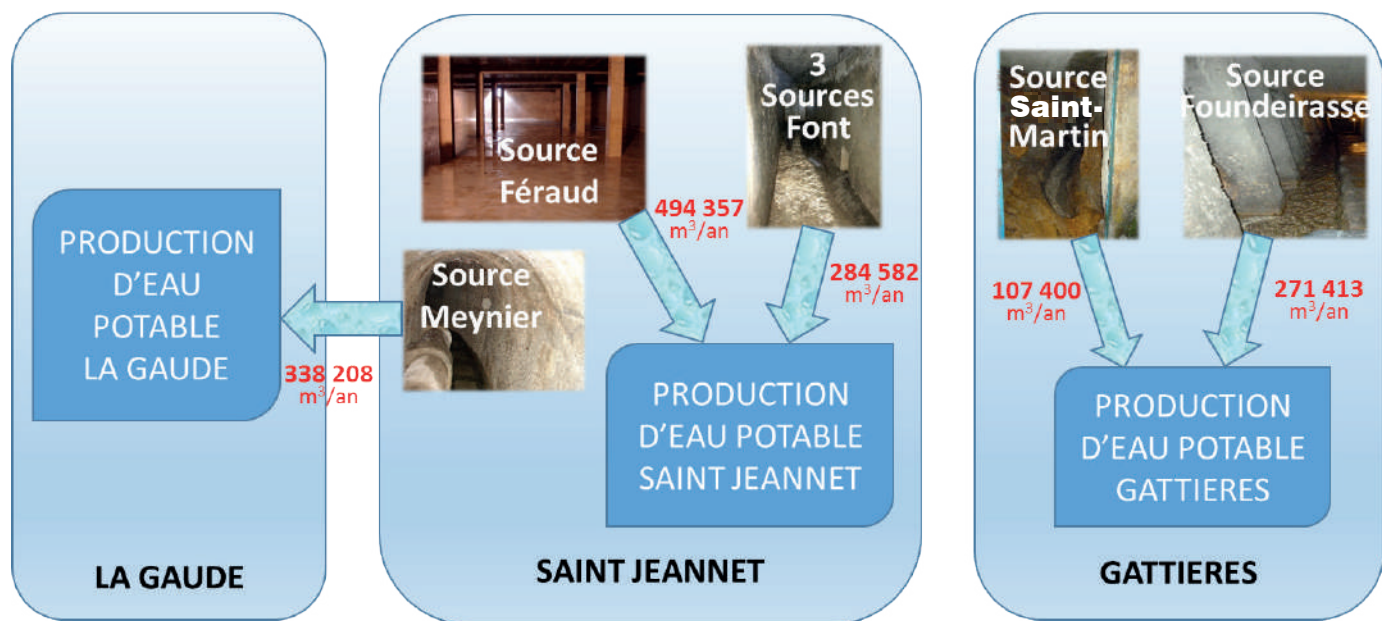 PRODUCTION
D'EAU
POTABLE
LA GAUDE
338 208
m³/an
LA GAUDE
Source
Féraud
494 357
m³/an
3
Sources
Font
284 582
m³/an
Source
Meynier
PRODUCTION
D'EAU POTABLE
SAINT JEANNET
SAINT JEANNET
Source
Saint-
Martin
107 400
m³/an
Source
Foundeirasse
271 413
m³/an
PRODUCTION
D'EAU POTABLE
GATTIERES
GATTIERES